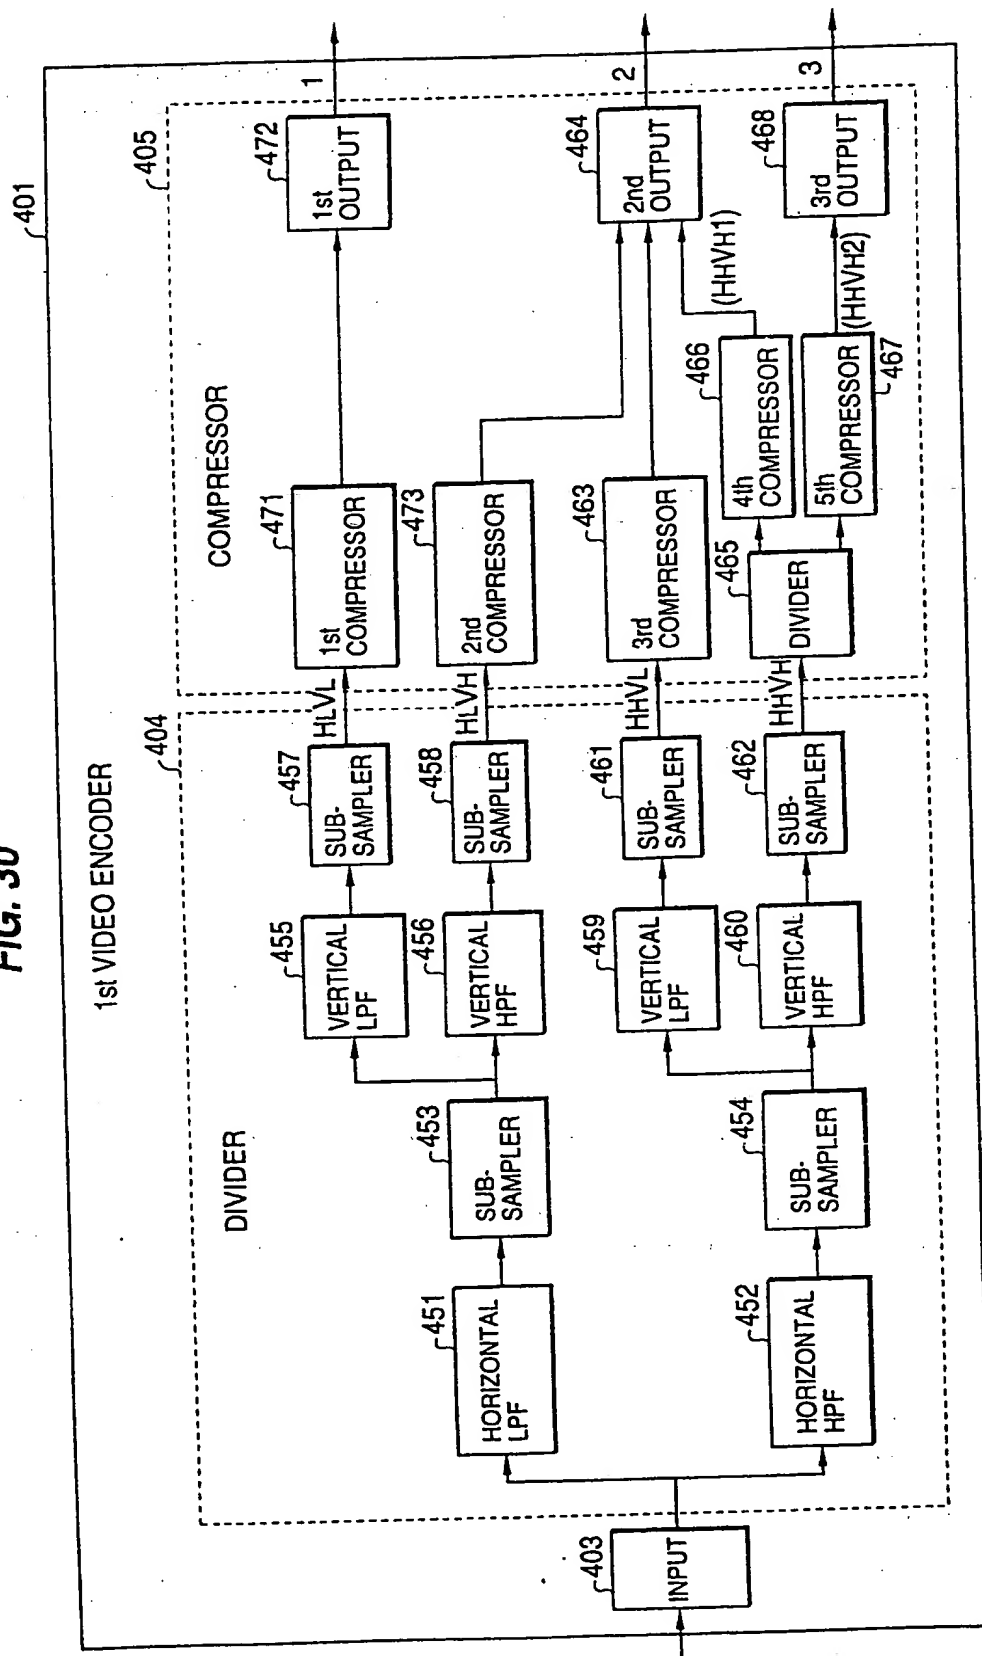 FIG. 30
1st VIDEO ENCODER
401
404
405
DIVIDER
COMPRESSOR
403
INPUT
451
HORIZONTAL
LPF
453
SUB-
SAMPLER
455
VERTICAL
LPF
457
SUB-
SAMPLER
HLVL
471
1st
COMPRESSOR
472
1st
OUTPUT
1
456
VERTICAL
HPF
458
SUB-
SAMPLER
HLVH
473
2nd
COMPRESSOR
464
2nd
OUTPUT
2
452
HORIZONTAL
HPF
454
SUB-
SAMPLER
459
VERTICAL
LPF
461
SUB-
SAMPLER
HHVL
463
3rd
COMPRESSOR
460
VERTICAL
HPF
462
SUB-
SAMPLER
HHVH
465
DIVIDER
466
4th
COMPRESSOR
(HHVH1)
467
5th
COMPRESSOR
(HHVH2)
468
3rd
OUTPUT
3